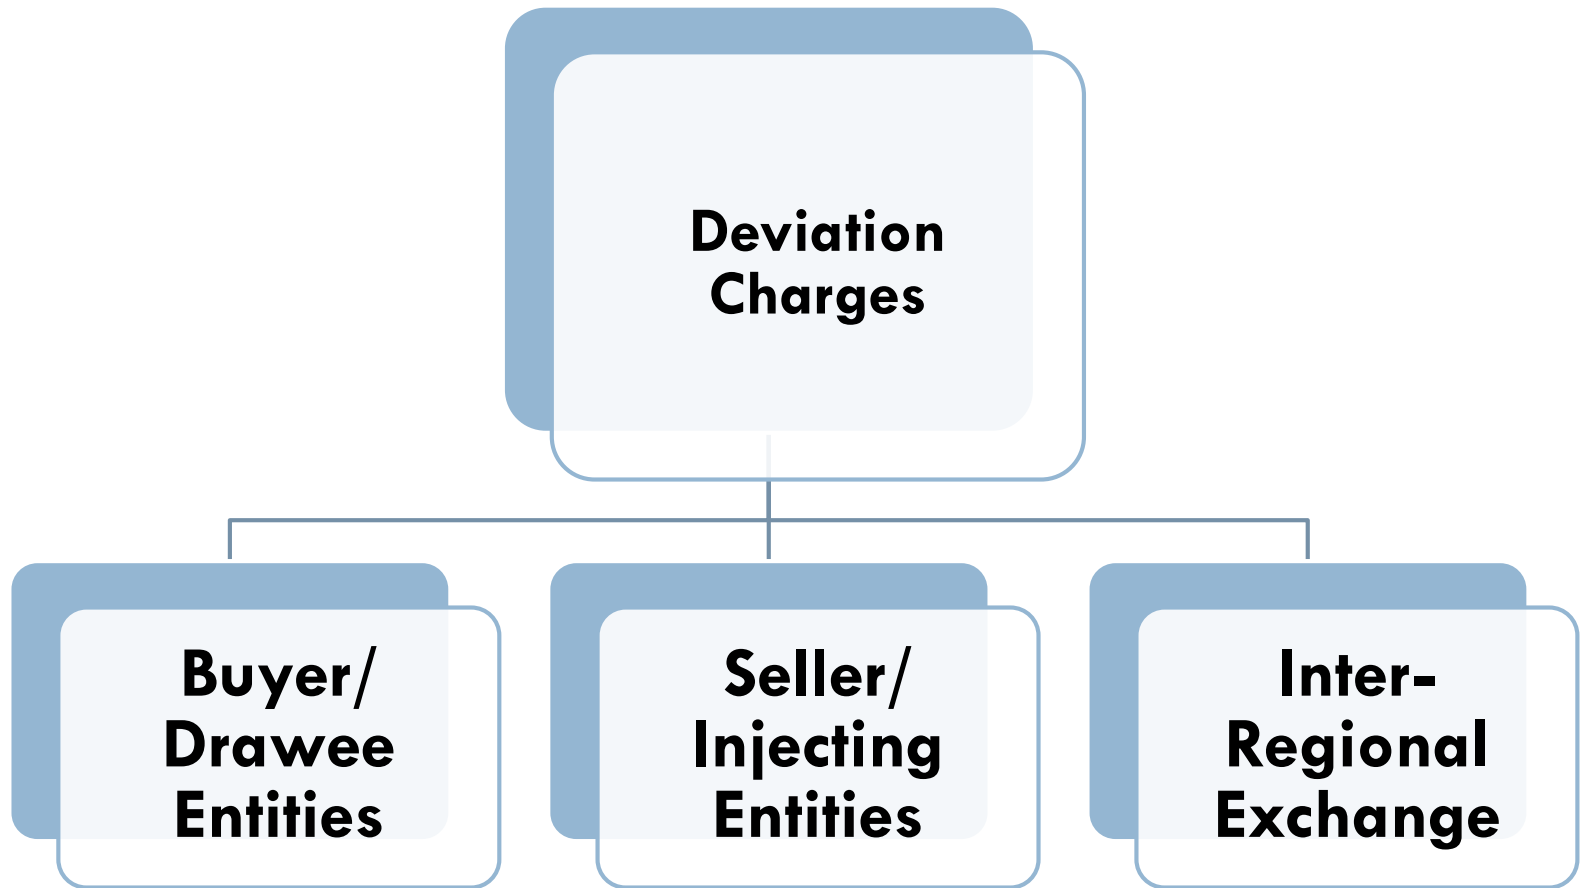 Deviation
Charges
Buyer/
Drawee
Entities
Seller/
Injecting
Entities
Inter-
Regional
Exchange